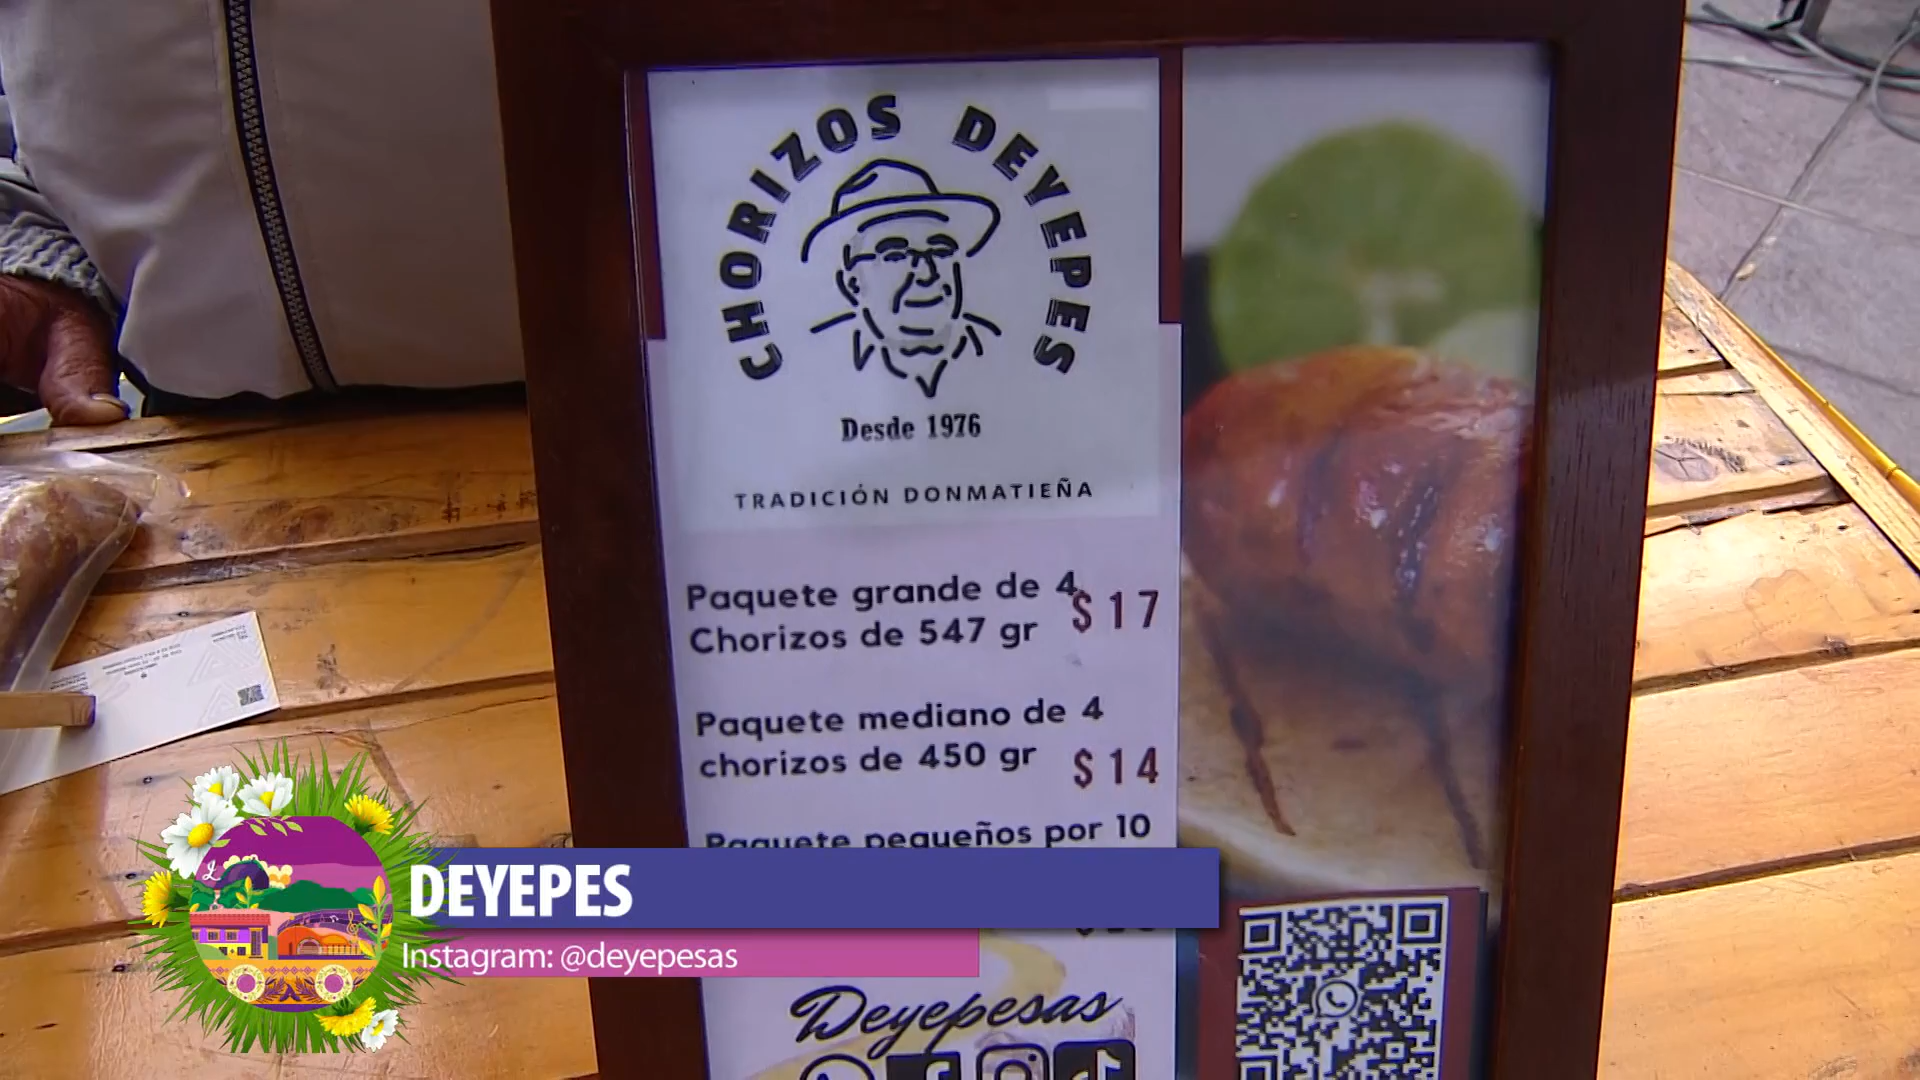 CHORIZOS DEYEPES
Desde 1976
TRADICIÓN DONMATIEÑA
Paquete grande de 4
Chorizos de 547 gr
$ 17
Paquete mediano de 4
chorizos de 450 gr
$ 14
Paquete pequeños por 10
DEYEPES
Instagram: @deyepesas
Deyepesas